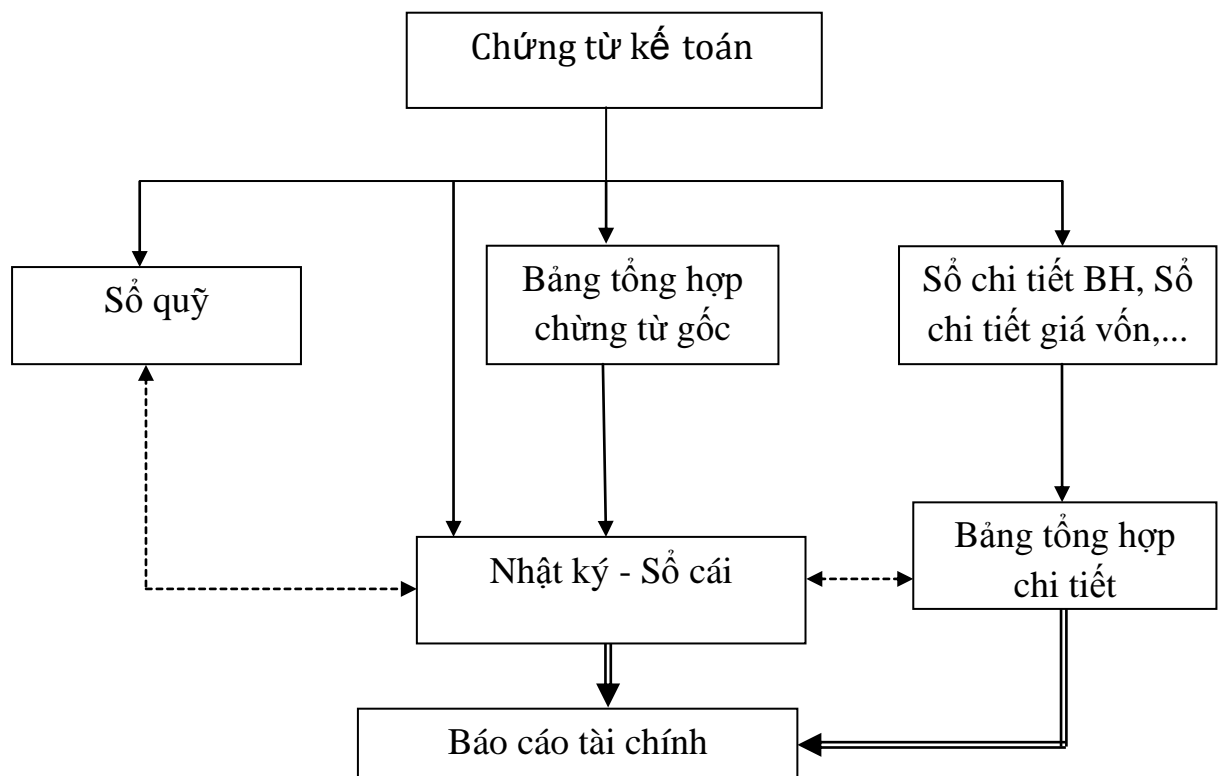 Chứng từ kế toán
Sổ quỹ
Bảng tổng hợp
chừng từ gốc
Sổ chi tiết BH, Sổ
chi tiết giá vốn,...
Nhật ký - Sổ cái
Bảng tổng hợp
chi tiết
Báo cáo tài chính